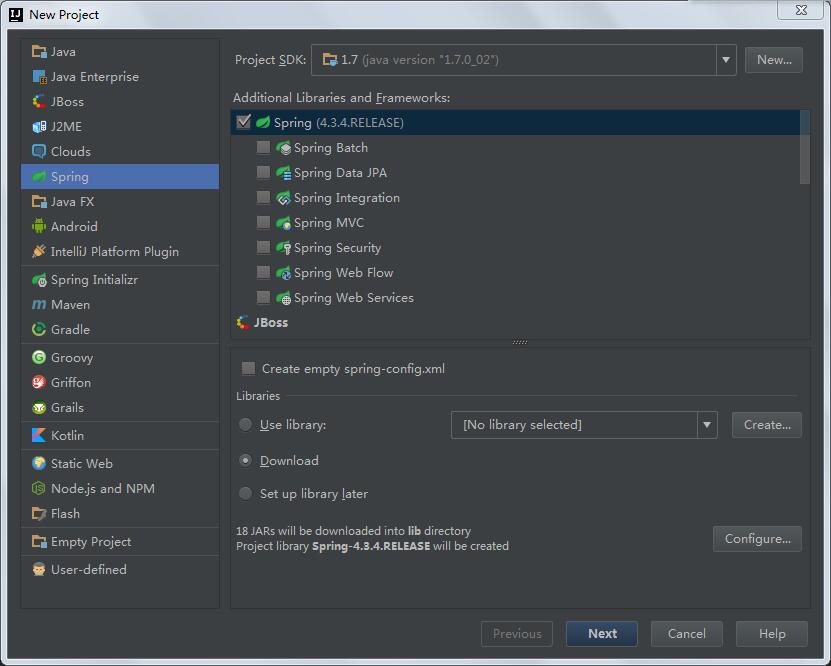 New Project
Java
Java Enterprise
JBoss
J2ME
Clouds
Spring
Java FX
Android
IntelliJ Platform Plugin
Spring Initializr
Maven
Gradle
Groovy
Griffon
Grails
Kotlin
Static Web
Node.js and NPM
Flash
Empty Project
User-defined
Project SDK: 1.7 (java version "1.7.0_02") New...
Additional Libraries and Frameworks:
Spring (4.3.4.RELEASE)
Spring Batch
Spring Data JPA
Spring Integration
Spring MVC
Spring Security
Spring Web Flow
Spring Web Services
JBoss
Create empty spring-config.xml
Libraries
Use library: [No library selected] Create...
Download
Set up library later
18 JARs will be downloaded into lib directory
Project library Spring-4.3.4.RELEASE will be created
Configure...
Previous Next Cancel Help